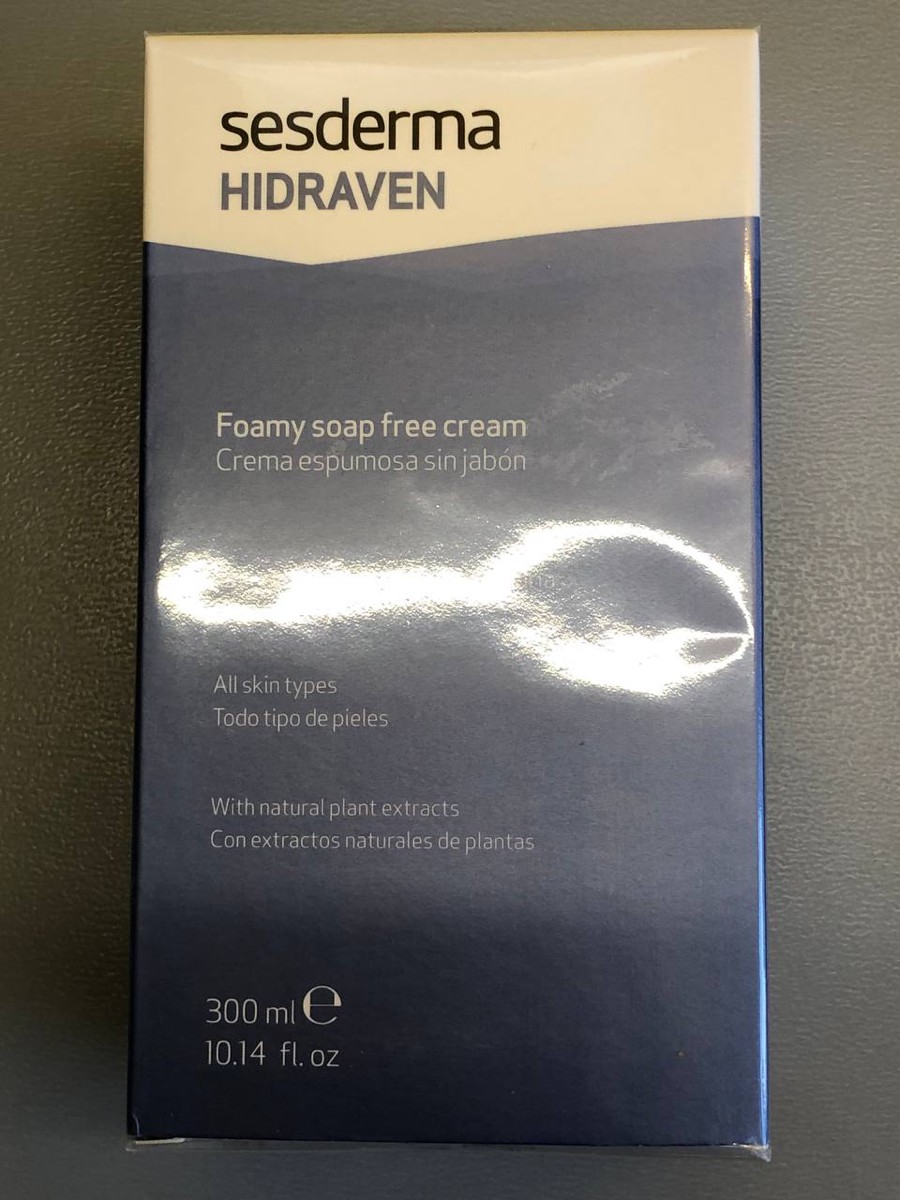 sesderma
HIDRAVEN
Foamy soap free cream
Crema espumosa sin jabón
All skin types
Todo tipo de pieles
With natural plant extracts
Con extractos naturales de plantas
300 ml ℮
10.14 fl. oz